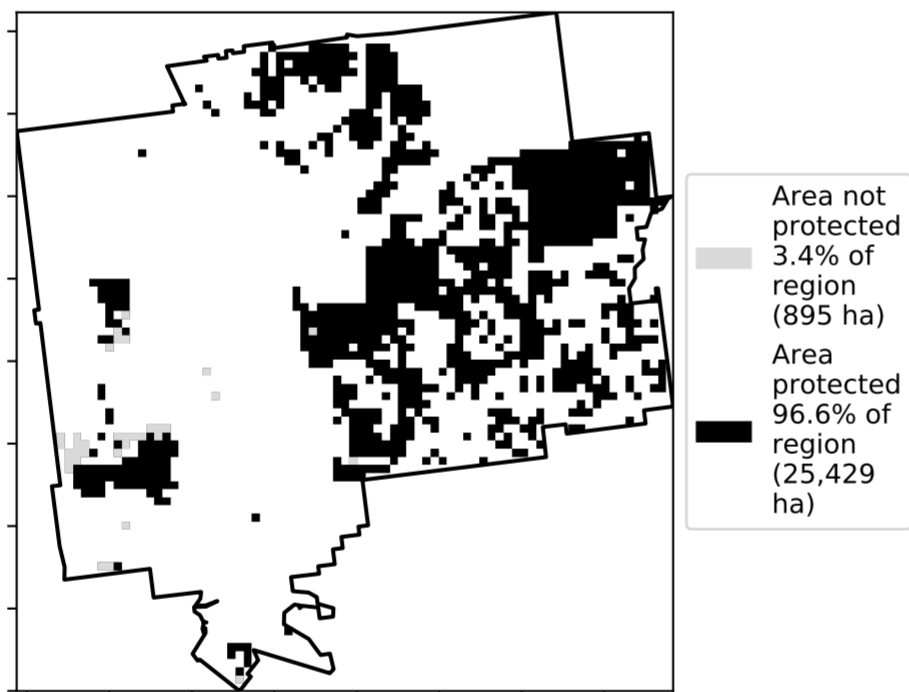 Area not
protected
3.4% of
region
(895 ha)
Area
protected
96.6% of
region
(25,429
ha)